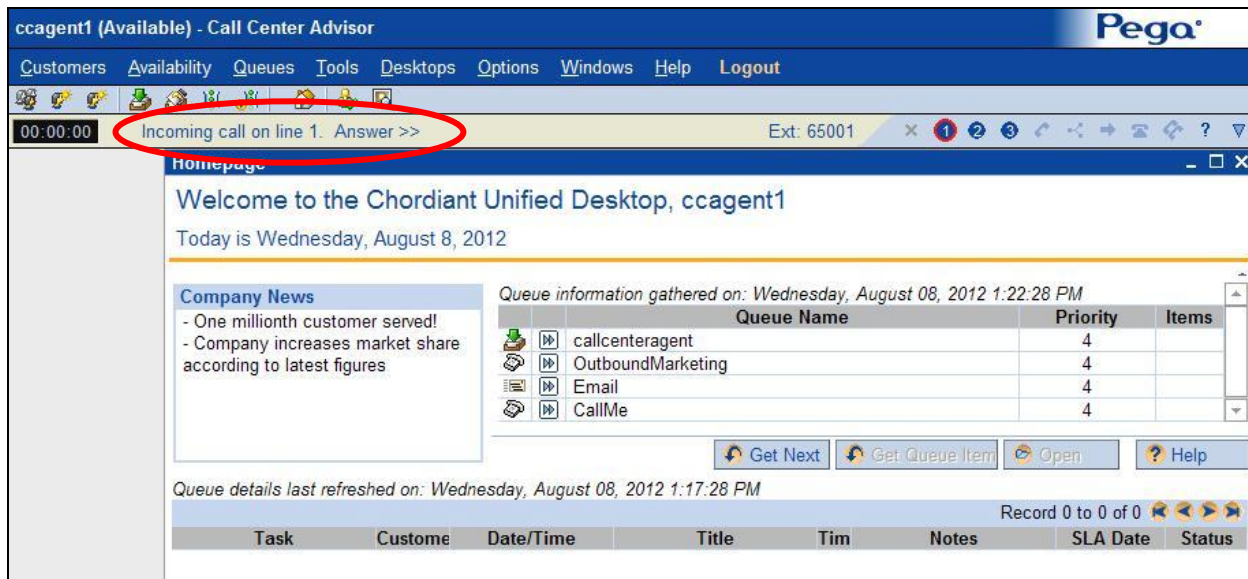 ccagent1 (Available) - Call Center Advisor
Pega
Customers Availability Queues Tools Desktops Options Windows Help Logout
00:00:00 Incoming call on line 1. Answer >> Ext: 65001 1 2 3 ?
Homepage
Welcome to the Chordiant Unified Desktop, ccagent1
Today is Wednesday, August 8, 2012
Company News
- One millionth customer served!
- Company increases market share
according to latest figures
Queue information gathered on: Wednesday, August 08, 2012 1:22:28 PM
Queue Name Priority Items
callcenteragent 4
OutboundMarketing 4
Email 4
CallMe 4
Get Next Get Queue Item Open ? Help
Queue details last refreshed on: Wednesday, August 08, 2012 1:17:28 PM
Record 0 to 0 of 0
Task Custome Date/Time Title Tim Notes SLA Date Status